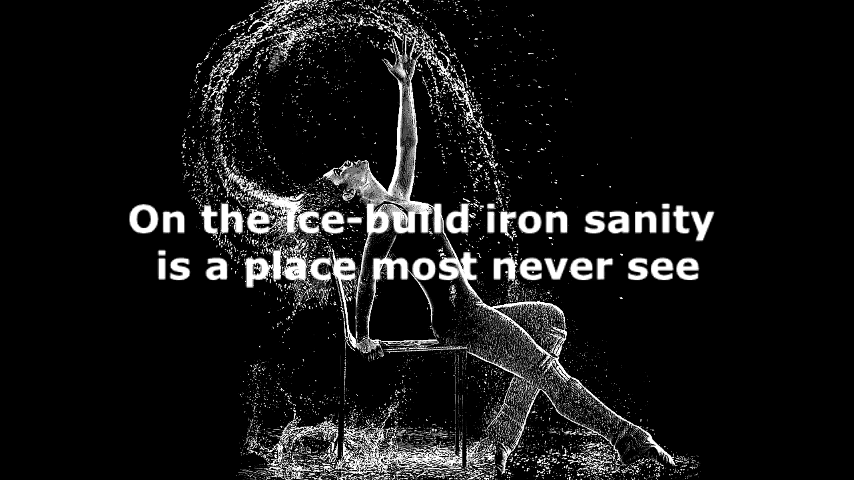 On the ice-build iron sanity
is a place most never see